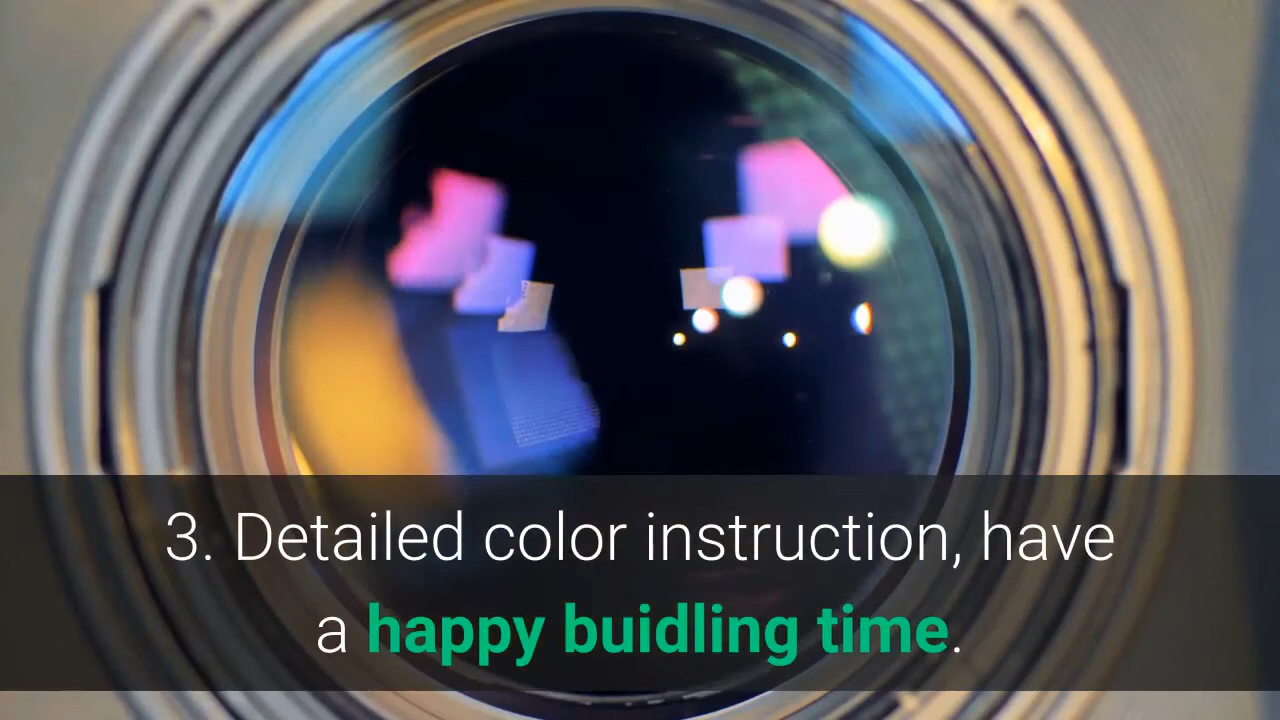 3. Detailed color instruction, have
a happy buidling time.